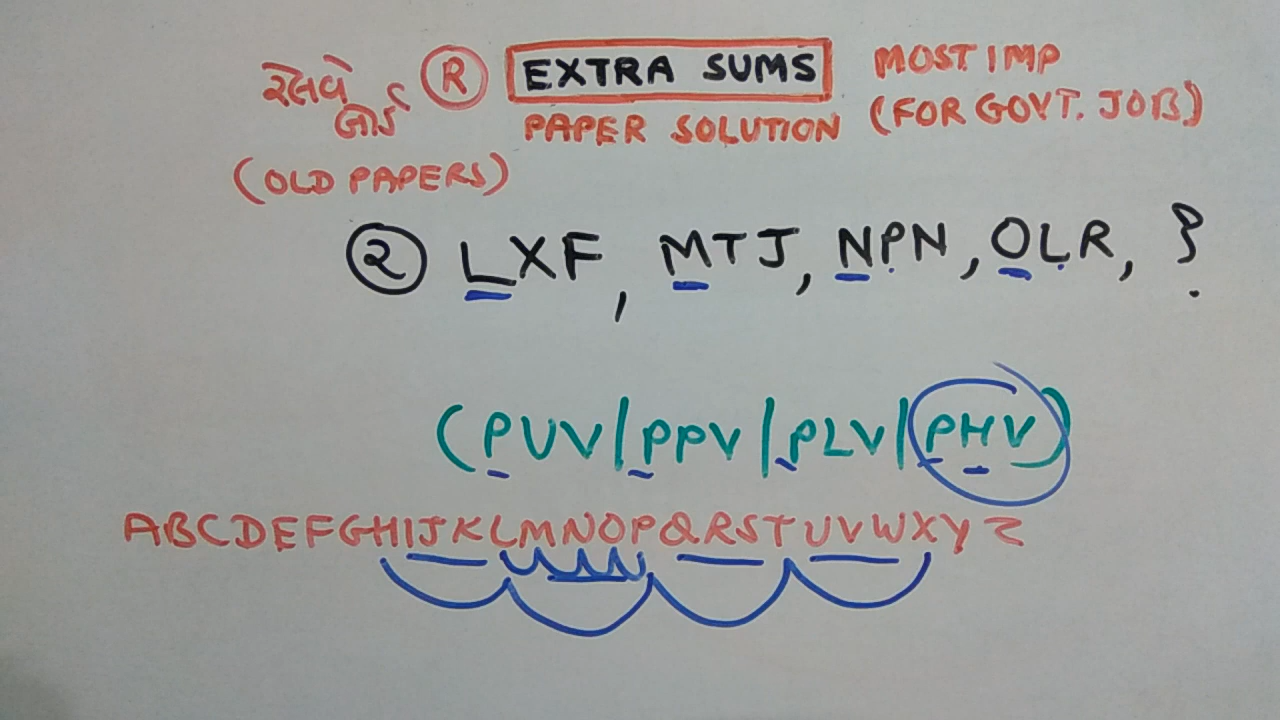 રેલવે Ⓡ EXTRA SUMS MOST IMP
બોર્ડ PAPER SOLUTION (FOR GOVT. JOB)
(OLD PAPERS)
② LXF, MTJ, NPN, OLR, ?
(PUV|PPV|PLV|PHV)
ABCDEFGHIJKLMNOPQRSTUVWXYZ